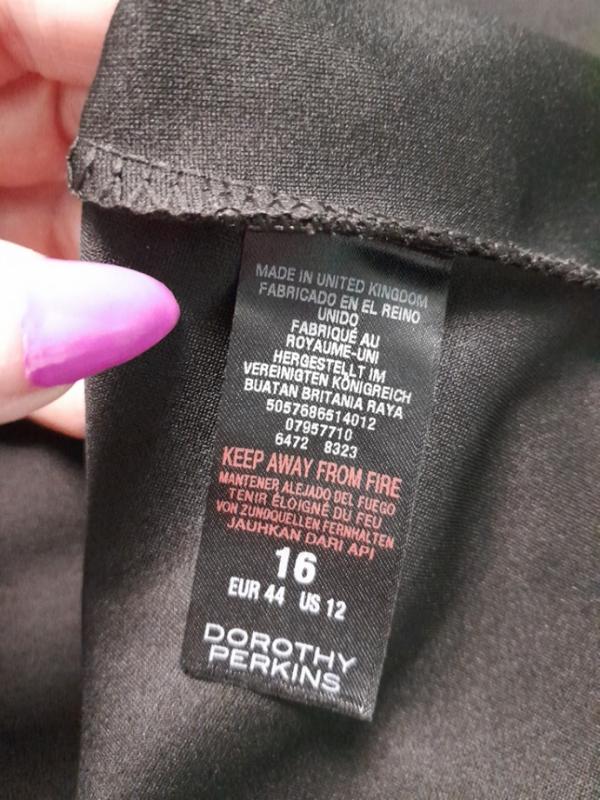 MADE IN UNITED KINGDOM
FABRICADO EN EL REINO
UNIDO
FABRIQUÉ AU
ROYAUME-UNI
HERGESTELLT IM
VEREINIGTEN KÖNIGREICH
BUATAN BRITANIA RAYA
5057686514012
07957710
6472 8323
KEEP AWAY FROM FIRE
MANTENER ALEJADO DEL FUEGO
TENIR ÉLOIGNÉ DU FEU
VON ZUNDQUELLEN FERNHALTEN
JAUHKAN DARI API
16
EUR 44 US 12
DOROTHY
PERKINS